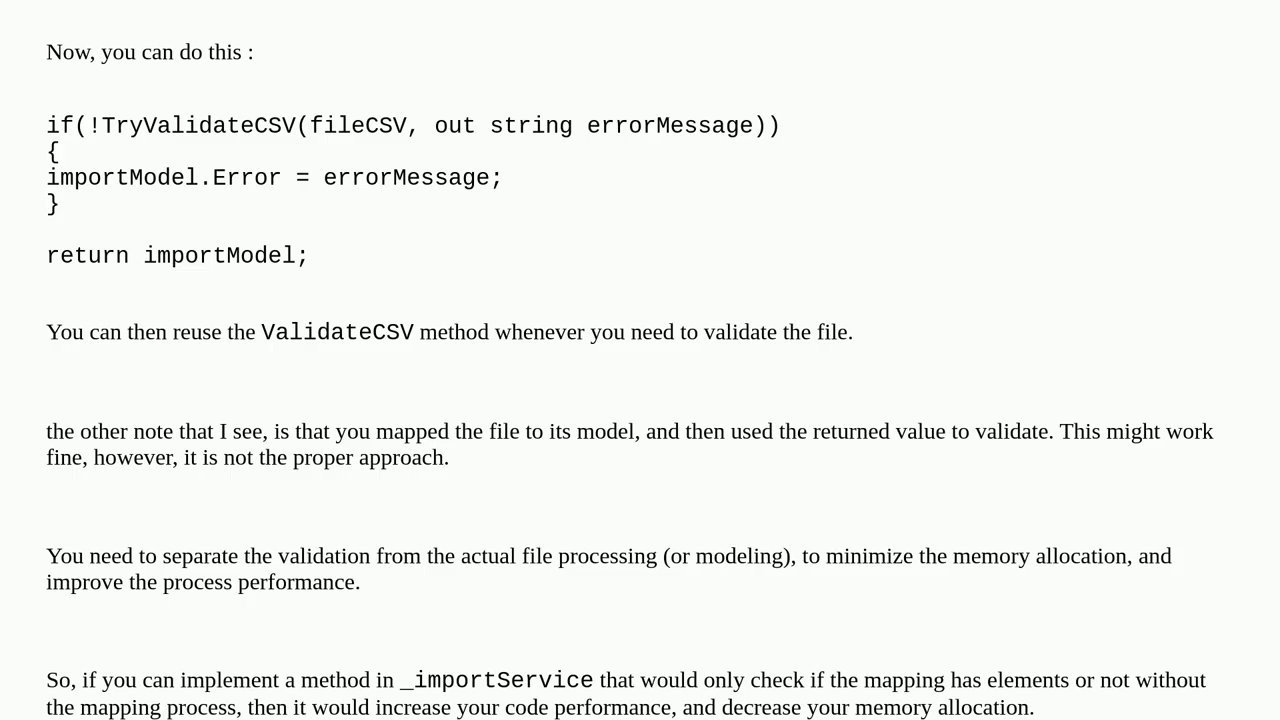 Now, you can do this :
if(!TryValidateCSV(fileCSV, out string errorMessage))
{
importModel.Error = errorMessage;
}
return importModel;
You can then reuse the ValidateCSV method whenever you need to validate the file.
the other note that I see, is that you mapped the file to its model, and then used the returned value to validate. This might work
fine, however, it is not the proper approach.
You need to separate the validation from the actual file processing (or modeling), to minimize the memory allocation, and
improve the process performance.
So, if you can implement a method in _importService that would only check if the mapping has elements or not without
the mapping process, then it would increase your code performance, and decrease your memory allocation.